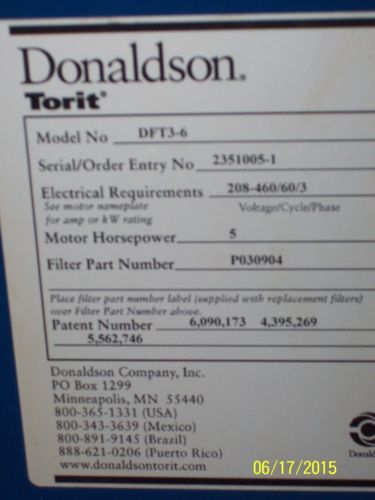 Donaldson.
Torit®
Model No DFT3-6
Serial/Order Entry No 2351005-1
Electrical Requirements 208-460/60/3
See motor nameplate Voltage/Cycle/Phase
for amp or kW rating
Motor Horsepower 5
Filter Part Number P030904
Place filter part number label (supplied with replacement filters)
over Filter Part Number above.
Patent Number 6,090,173 4,395,269
5,562,746
Donaldson Company, Inc.
PO Box 1299
Minneapolis, MN 55440
800-365-1331 (USA)
800-343-3639 (Mexico)
800-891-9145 (Brazil)
888-621-0206 (Puerto Rico)
www.donaldsontorit.com
Donald
06/17/2015